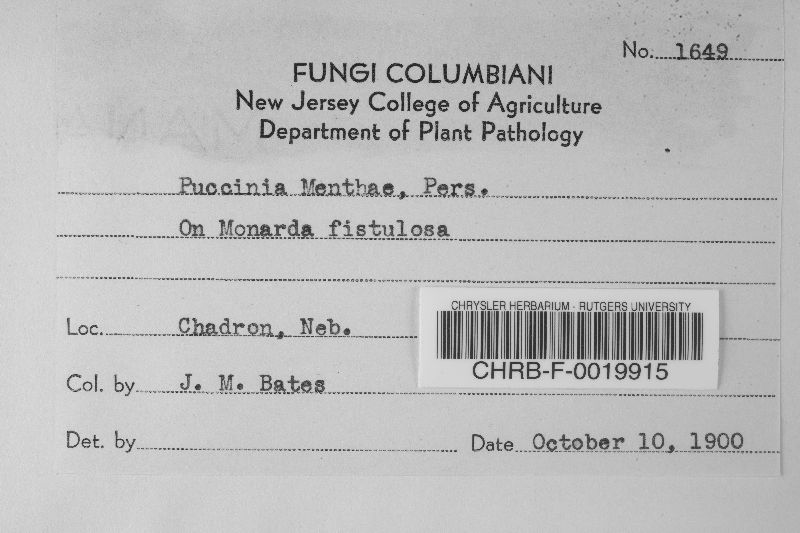 No. 1649
FUNGI COLUMBIANI
New Jersey College of Agriculture
Department of Plant Pathology
Puccinia Menthae, Pers.
On Monarda fistulosa
CHRYSLER HERBARIUM - RUTGERS UNIVERSITY
Loc. Chadron, Neb.
CHRB-F-0019915
Col. by J. M. Bates
Det. by
Date October 10, 1900